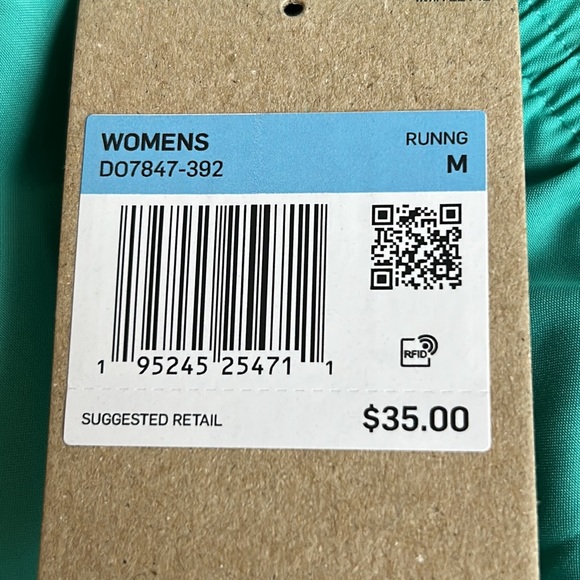 WOMENS
RUNNG
DO7847-392
M
1 95245 25471 1
RFID
SUGGESTED RETAIL
$35.00